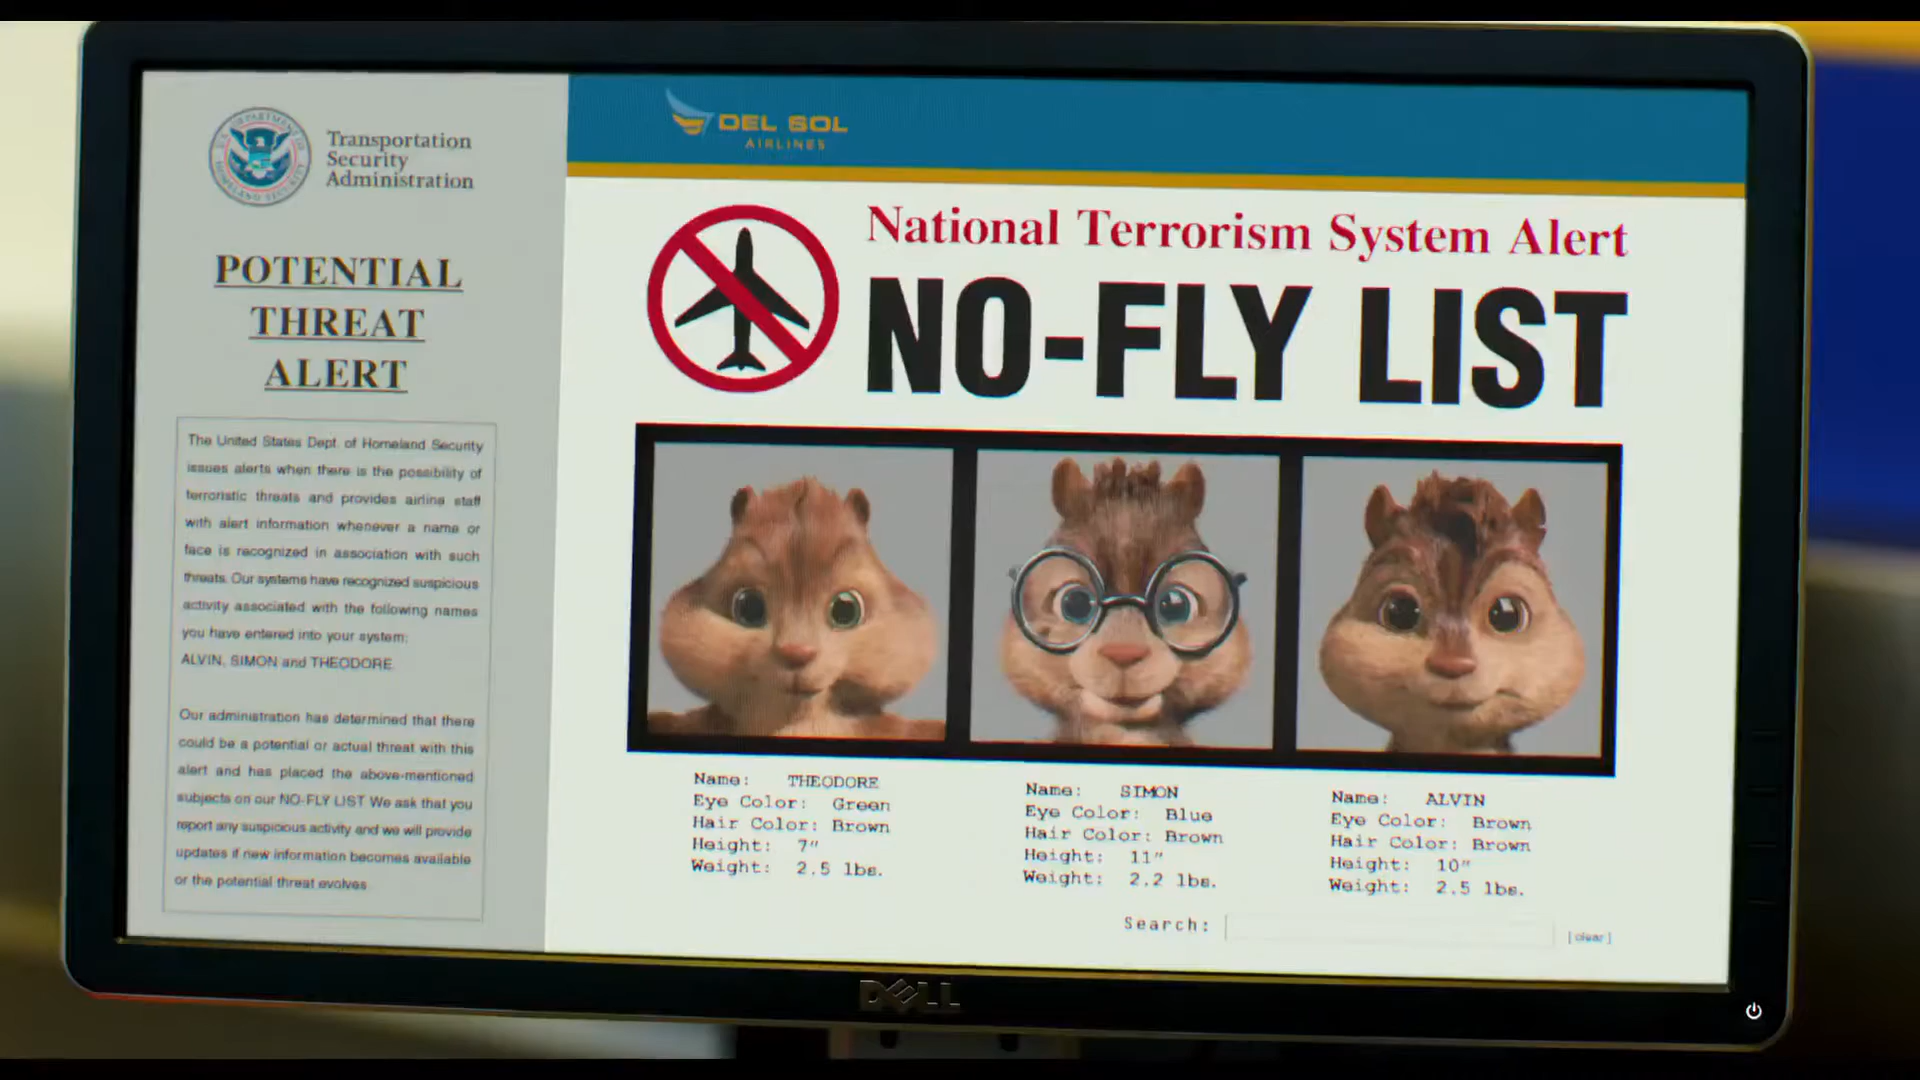 Transportation
Security
Administration
POTENTIAL
THREAT
ALERT
The United States Dept. of Homeland Security
issues alerts when there is the possibility of
terroristic threats and provides airline staff
with alert information whenever a name or
face is recognized in association with such
threats. Our systems have recognized suspicious
activity associated with the following names
you have entered into your system:
ALVIN, SIMON and THEODORE.
Our administration has determined that there
could be a potential or actual threat with this
alert and has placed the above-mentioned
subjects on our NO-FLY LIST We ask that you
report any suspicious activity and we will provide
updates if new information becomes available
or the potential threat evolves.
DEL SOL
AIRLINES
National Terrorism System Alert
NO-FLY LIST
Name: THEODORE
Eye Color: Green
Hair Color: Brown
Height: 7"
Weight: 2.5 lbs.
Name: SIMON
Eye Color: Blue
Hair Color: Brown
Height: 11"
Weight: 2.2 lbs.
Name: ALVIN
Eye Color: Brown
Hair Color: Brown
Height: 10"
Weight: 2.5 lbs.
Search:
[clear]
DELL